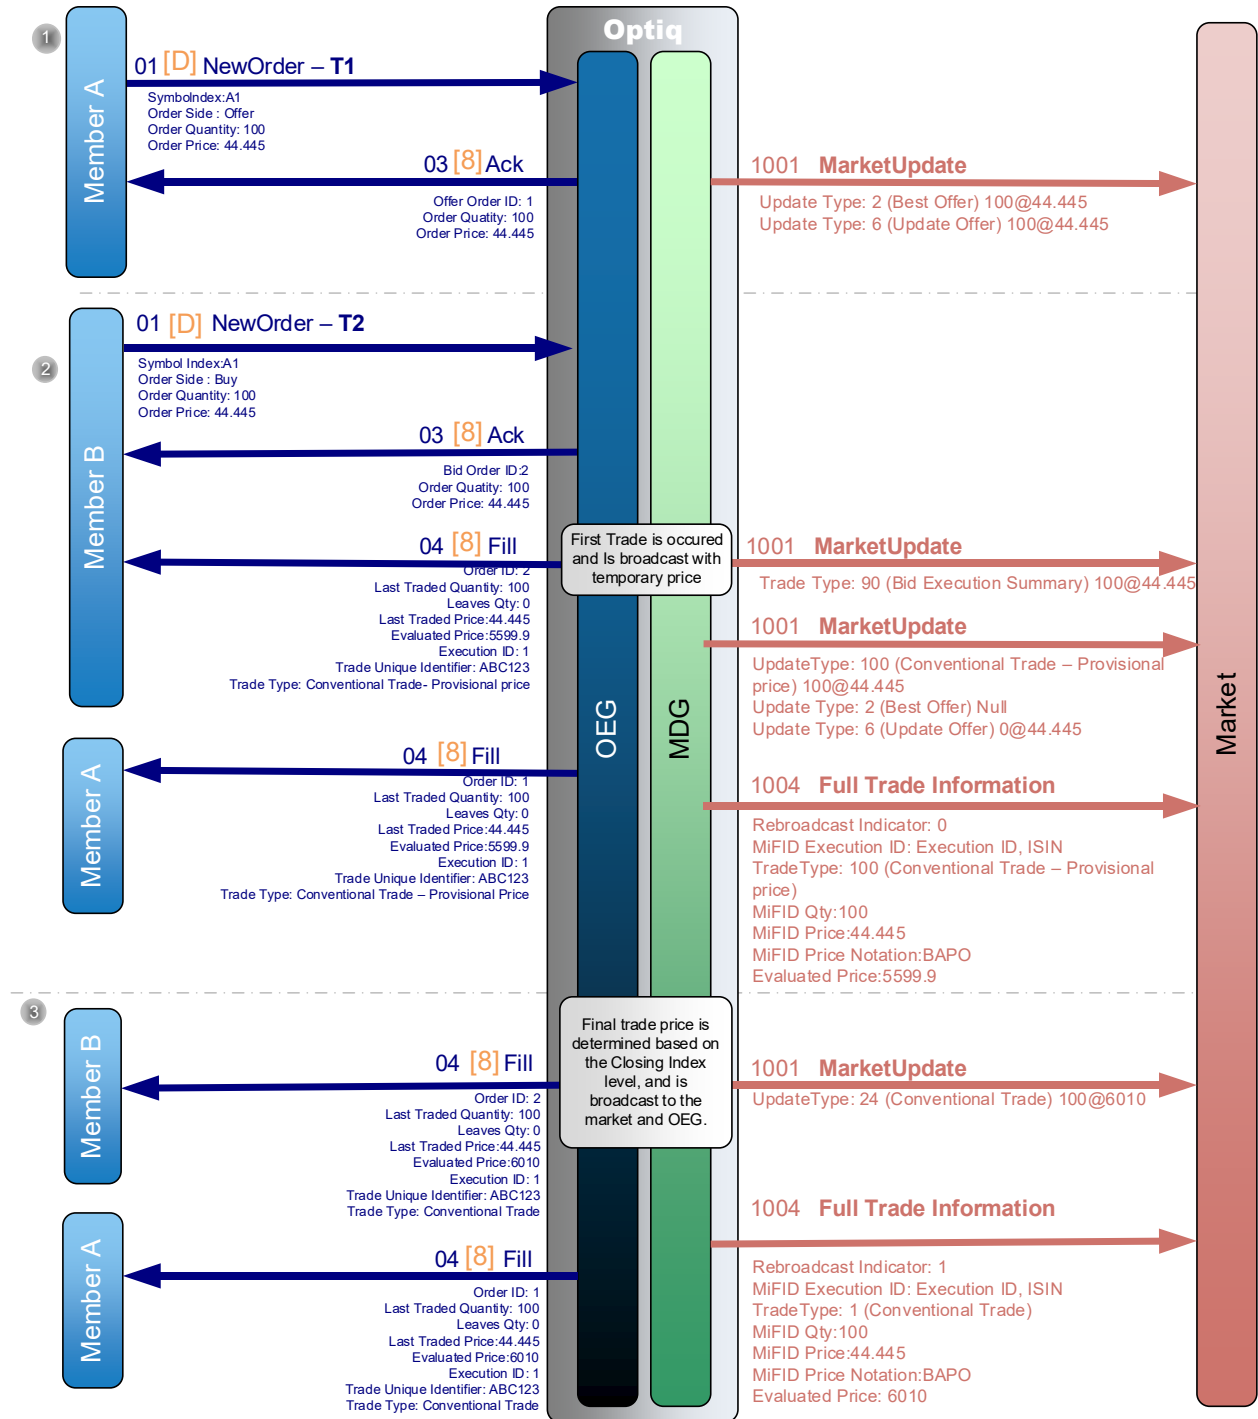 Optiq
1
Member A
01 [D] NewOrder – T1
SymboIndex:A1
Order Side : Offer
Order Quantity: 100
Order Price: 44.445
03 [8] Ack
Offer Order ID: 1
Order Quatity: 100
Order Price: 44.445
1001 MarketUpdate
Update Type: 2 (Best Offer) 100@44.445
Update Type: 6 (Update Offer) 100@44.445
2
Member B
01 [D] NewOrder – T2
Symbol Index:A1
Order Side : Buy
Order Quantity: 100
Order Price: 44.445
03 [8] Ack
Bid Order ID:2
Order Quatity: 100
Order Price: 44.445
04 [8] Fill
Order ID: 2
Last Traded Quantity: 100
Leaves Qty: 0
Last Traded Price:44.445
Evaluated Price:5599.9
Execution ID: 1
Trade Unique Identifier: ABC123
Trade Type: Conventional Trade- Provisional price
First Trade is occured
and Is broadcast with
temporary price
1001 MarketUpdate
Trade Type: 90 (Bid Execution Summary) 100@44.445
1001 MarketUpdate
UpdateType: 100 (Conventional Trade – Provisional
price) 100@44.445
Update Type: 2 (Best Offer) Null
Update Type: 6 (Update Offer) 0@44.445
OEG
MDG
Market
Member A
04 [8] Fill
Order ID: 1
Last Traded Quantity: 100
Leaves Qty: 0
Last Traded Price:44.445
Evaluated Price:5599.9
Execution ID: 1
Trade Unique Identifier: ABC123
Trade Type: Conventional Trade – Provisional Price
1004 Full Trade Information
Rebroadcast Indicator: 0
MiFID Execution ID: Execution ID, ISIN
TradeType: 100 (Conventional Trade – Provisional
price)
MiFID Qty:100
MiFID Price:44.445
MiFID Price Notation:BAPO
Evaluated Price:5599.9
3
Member B
04 [8] Fill
Order ID: 2
Last Traded Quantity: 100
Leaves Qty: 0
Last Traded Price:44.445
Evaluated Price:6010
Execution ID: 1
Trade Unique Identifier: ABC123
Trade Type: Conventional Trade
Final trade price is
determined based on
the Closing Index
level, and is
broadcast to the
market and OEG.
1001 MarketUpdate
UpdateType: 24 (Conventional Trade) 100@6010
Member A
04 [8] Fill
Order ID: 1
Last Traded Quantity: 100
Leaves Qty: 0
Last Traded Price:44.445
Evaluated Price:6010
Execution ID: 1
Trade Unique Identifier: ABC123
Trade Type: Conventional Trade
1004 Full Trade Information
Rebroadcast Indicator: 1
MiFID Execution ID: Execution ID, ISIN
TradeType: 1 (Conventional Trade)
MiFID Qty:100
MiFID Price:44.445
MiFID Price Notation:BAPO
Evaluated Price: 6010